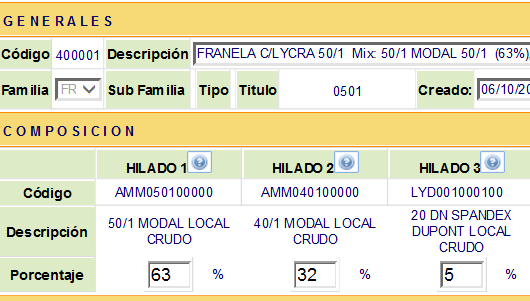 GENERALES
Código 400001 Descripción FRANELA C/LYCRA 50/1 Mix: 50/1 MODAL 50/1 (63%)
Familia FR Sub Familia Tipo Titulo 0501 Creado: 06/10/20
COMPOSICION
HILADO 1 ? HILADO 2 ? HILADO 3 ?
Código AMM050100000 AMM040100000 LYD001000100
Descripción 50/1 MODAL LOCAL CRUDO 40/1 MODAL LOCAL CRUDO 20 DN SPANDEX DUPONT LOCAL CRUDO
Porcentaje 63 % 32 % 5 %